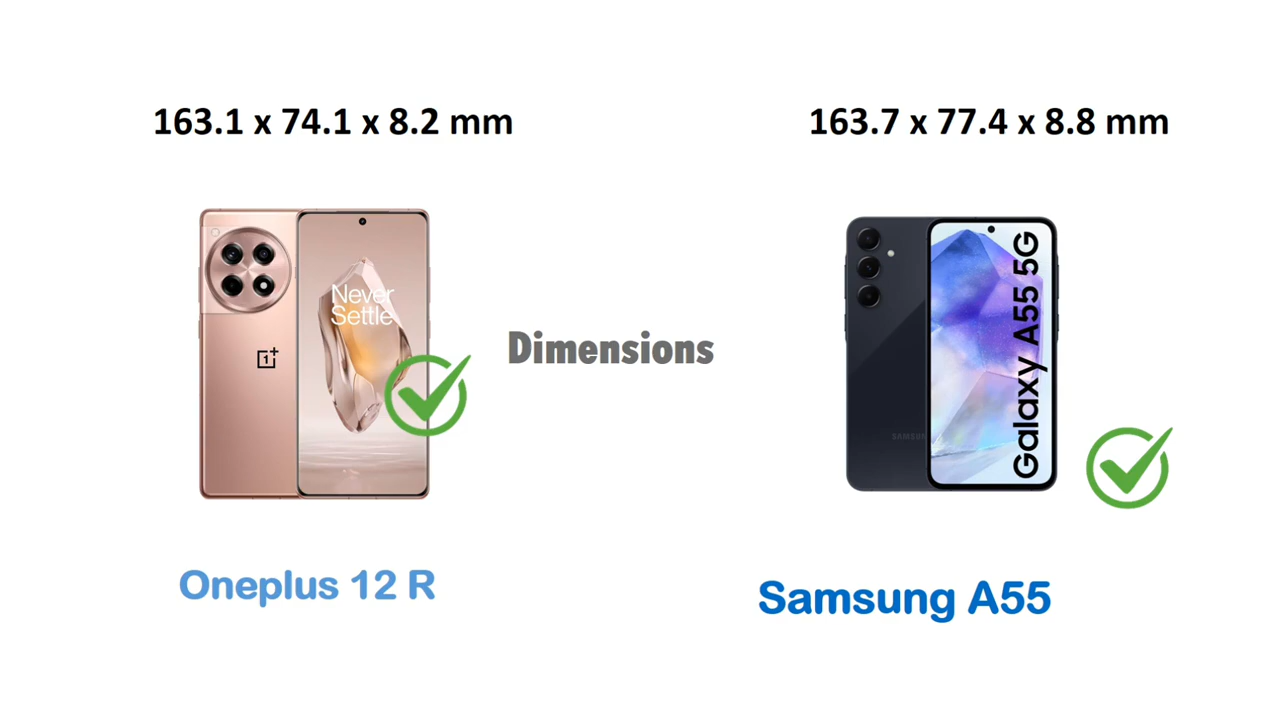 163.1 x 74.1 x 8.2 mm
163.7 x 77.4 x 8.8 mm
Never
Settle
1+
Galaxy A55 5G
SAMSUNG
Dimensions
Oneplus 12 R
Samsung A55